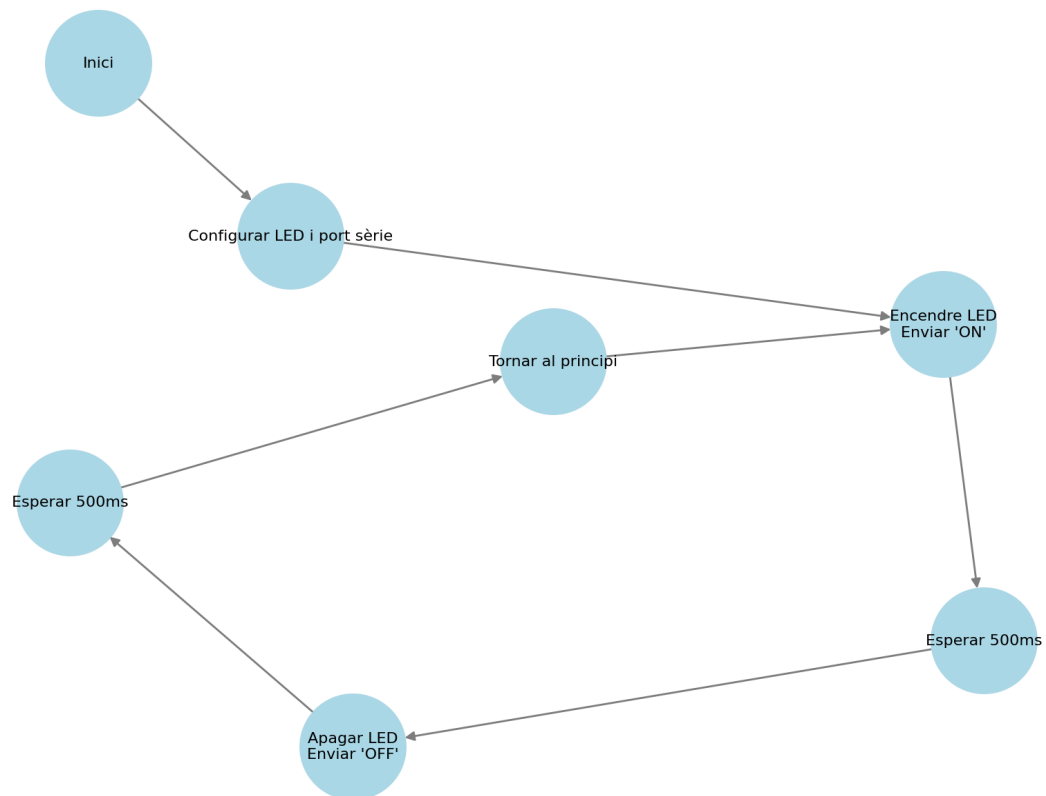 Inici
Configurar LED i port sèrie
Encendre LED
Enviar 'ON'
Tornar al principi
Esperar 500ms
Esperar 500ms
Apagar LED
Enviar 'OFF'